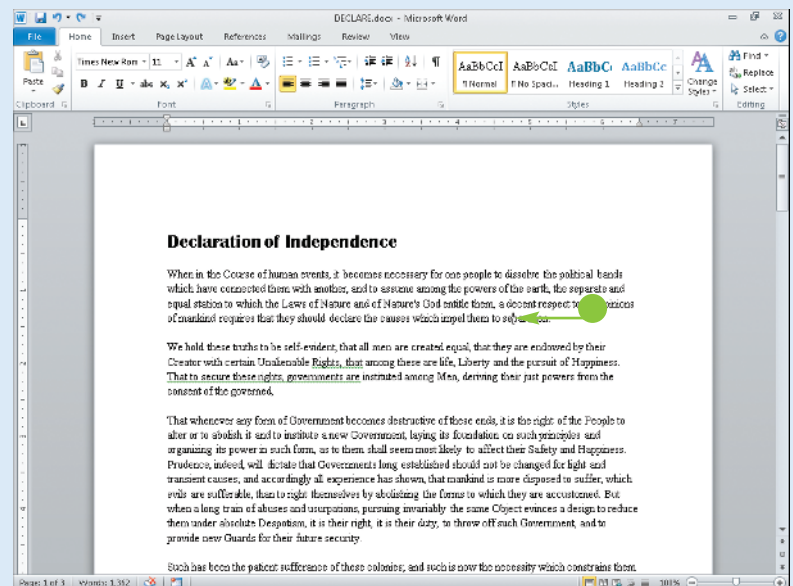 DECLARE.docx - Microsoft Word
File Home Insert Page Layout References Mailings Review View
Times New Rom 11 A A Aa
AaBbCcI AaBbCcI AaBbC AaBbCc
Find
Replace
Select
Paste
B I U abc x₂ x² A A
¶ Normal ¶ No Spaci... Heading 1 Heading 2
Change Styles
Clipboard Font Paragraph Styles Editing
1 2 3 4 5 6 7
Declaration of Independence
When in the Course of human events, it becomes necessary for one people to dissolve the political bands
which have connected them with another, and to assume among the powers of the earth, the separate and
equal station to which the Laws of Nature and of Nature's God entitle them, a decent respect to
of mankind requires that they should declare the causes which impel them to
We hold these truths to be self-evident, that all men are created equal, that they are endowed by their
Creator with certain Unalienable Rights, that among these are life, Liberty and the pursuit of Happiness.
That to secure these rights, governments are instituted among Men, deriving their just powers from the
consent of the governed,
That whenever any form of Government becomes destructive of these ends, it is the right of the People to
alter or to abolish it and to institute a new Government, laying its foundation on such principles and
organizing its power in such form, as to them shall seem most likely to affect their Safety and Happiness.
Prudence, indeed, will dictate that Governments long established should not be changed for light and
transient causes, and accordingly all experience has shown, that mankind is more disposed to suffer, which
evils are sufferable, than to right themselves by abolishing the forms to which they are accustomed. But
when a long train of abuses and usurpations, pursuing invariably the same Object evinces a design to reduce
them under absolute Despotism, it is their right, it is their duty, to throw off such Government, and to
provide new Guards for their future security.
Such has been the patient sufferance of these colonies, and such is now the necessity which constrains them
Page: 1 of 3 Words: 1,352 100%